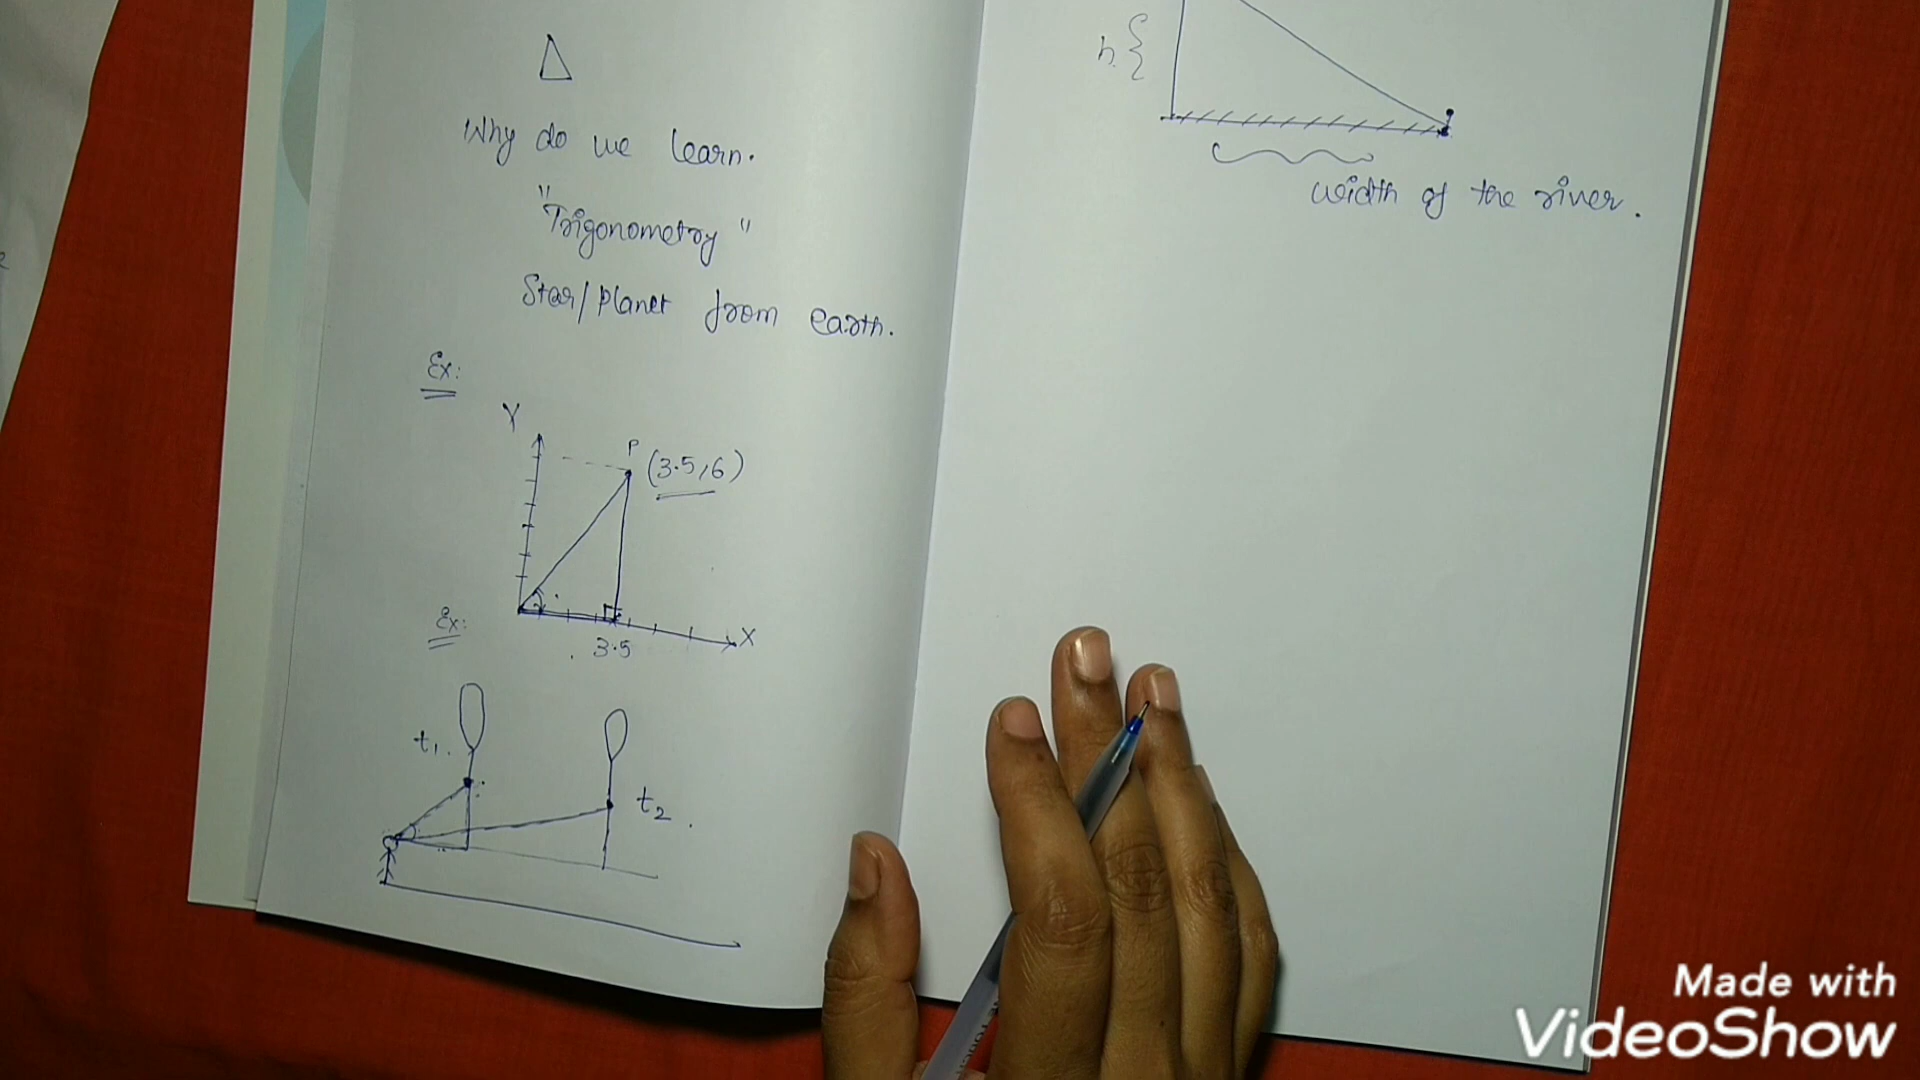 Why do we learn.
"Trigonometry"
Star/Planet from earth.
Ex:
Y
P (3.5,6)
X
3.5
Ex:
t1.
t2
h
width of the river.
Made with
VideoShow